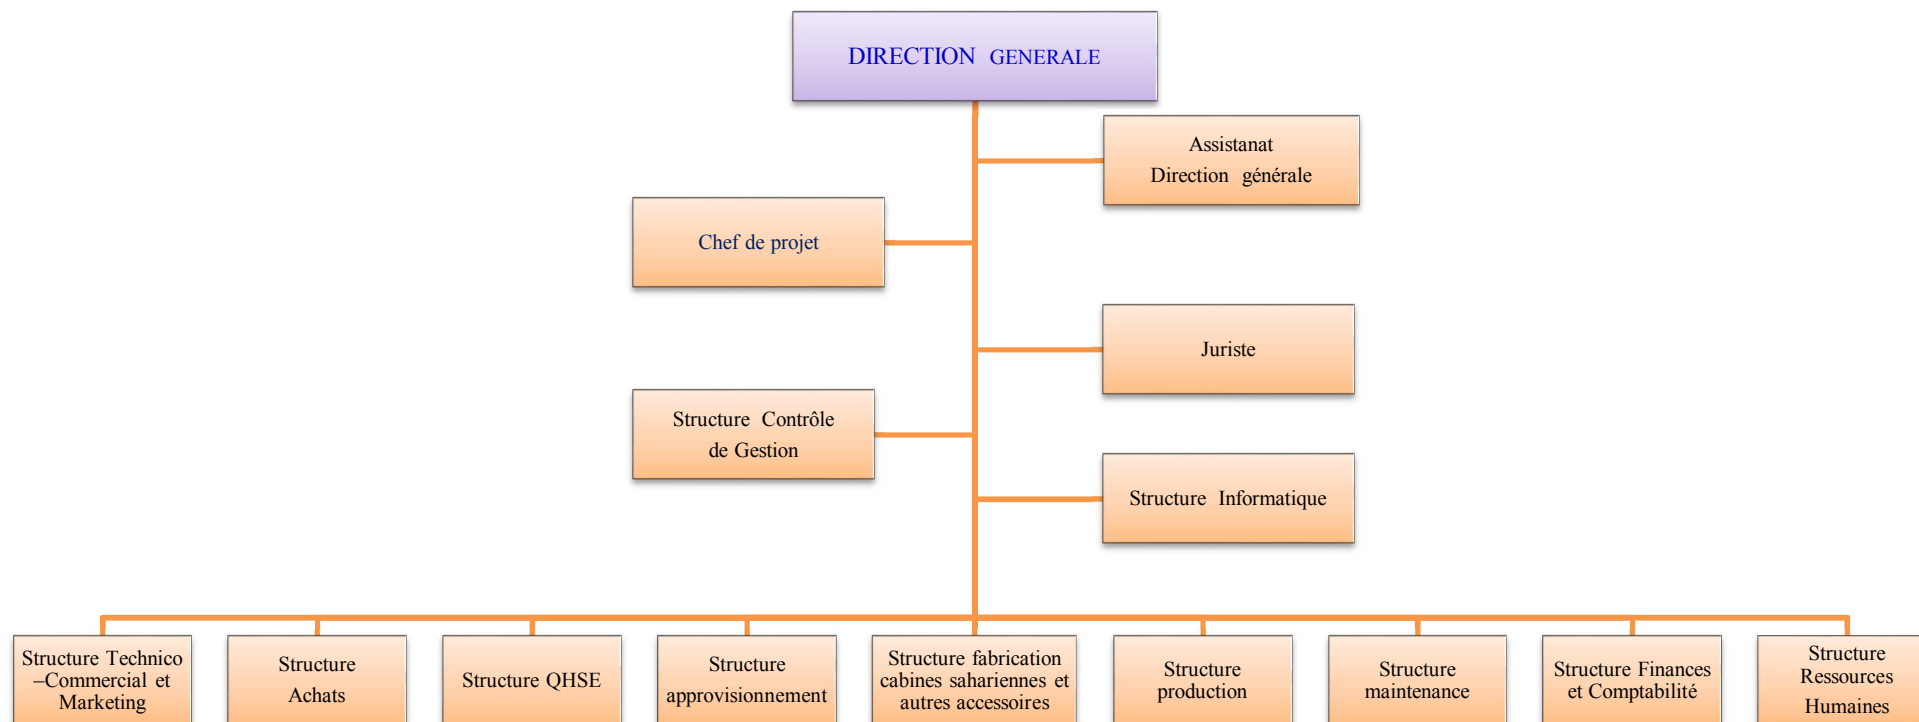 DIRECTION GENERALE
Assistanat
Direction générale
Chef de projet
Juriste
Structure Contrôle
de Gestion
Structure Informatique
Structure Technico
–Commercial et
Marketing
Structure
Achats
Structure QHSE
Structure
approvisionnement
Structure fabrication
cabines sahariennes et
autres accessoires
Structure
production
Structure
maintenance
Structure Finances
et Comptabilité
Structure
Ressources
Humaines